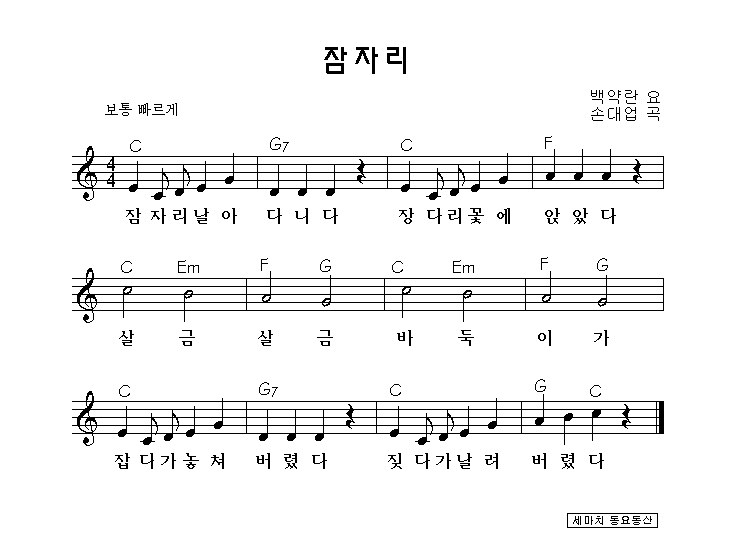 잠자리
백약란 요
손대업 곡
보통 빠르게
C G7 C F
4
4
잠 자리날 아 다 니 다 장 다리꽃 에 앉 았 다
C Em F G C Em F G
살 금 살 금 바 둑 이 가
C G7 C G C
잡 다가놓 쳐 버 렸 다 짖 다가날 려 버 렸 다
세마치 동요동산